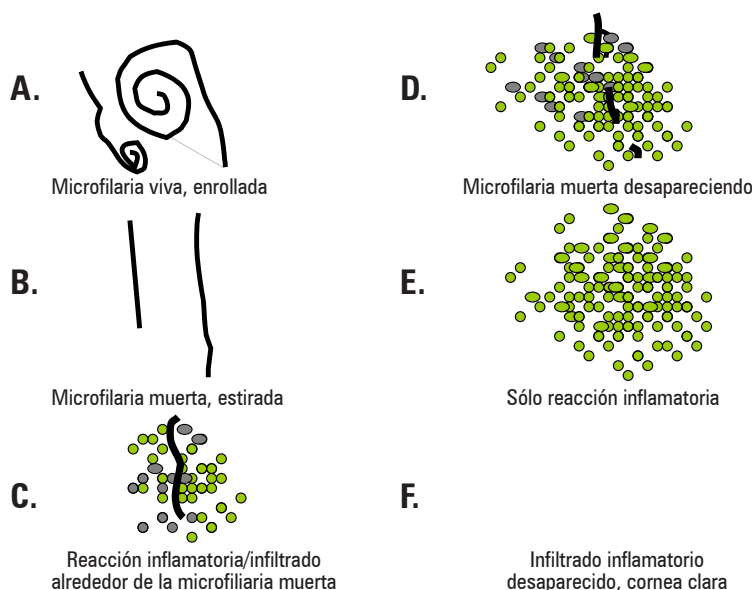 A.
Microfilaria viva, enrollada
B.
Microfilaria muerta, estirada
C.
Reacción inflamatoria/infiltrado
alrededor de la microfiliaria muerta
D.
Microfilaria muerta desapareciendo
E.
Sólo reacción inflamatoria
F.
Infiltrado inflamatorio
desaparecido, cornea clara